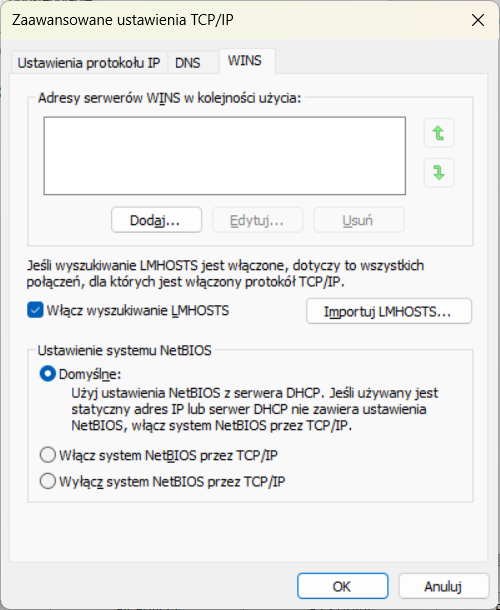 Zaawansowane ustawienia TCP/IP
Ustawienia protokołu IP
DNS
WINS
Adresy serwerów WINS w kolejności użycia:
Dodaj...
Edytuj...
Usuń
Jeśli wyszukiwanie LMHOSTS jest włączone, dotyczy to wszystkich
połączeń, dla których jest włączony protokół TCP/IP.
Włącz wyszukiwanie LMHOSTS
Importuj LMHOSTS...
Ustawienie systemu NetBIOS
Domyślne:
Użyj ustawienia NetBIOS z serwera DHCP. Jeśli używany jest
statyczny adres IP lub serwer DHCP nie zawiera ustawienia
NetBIOS, włącz system NetBIOS przez TCP/IP.
Włącz system NetBIOS przez TCP/IP
Wyłącz system NetBIOS przez TCP/IP
OK
Anuluj